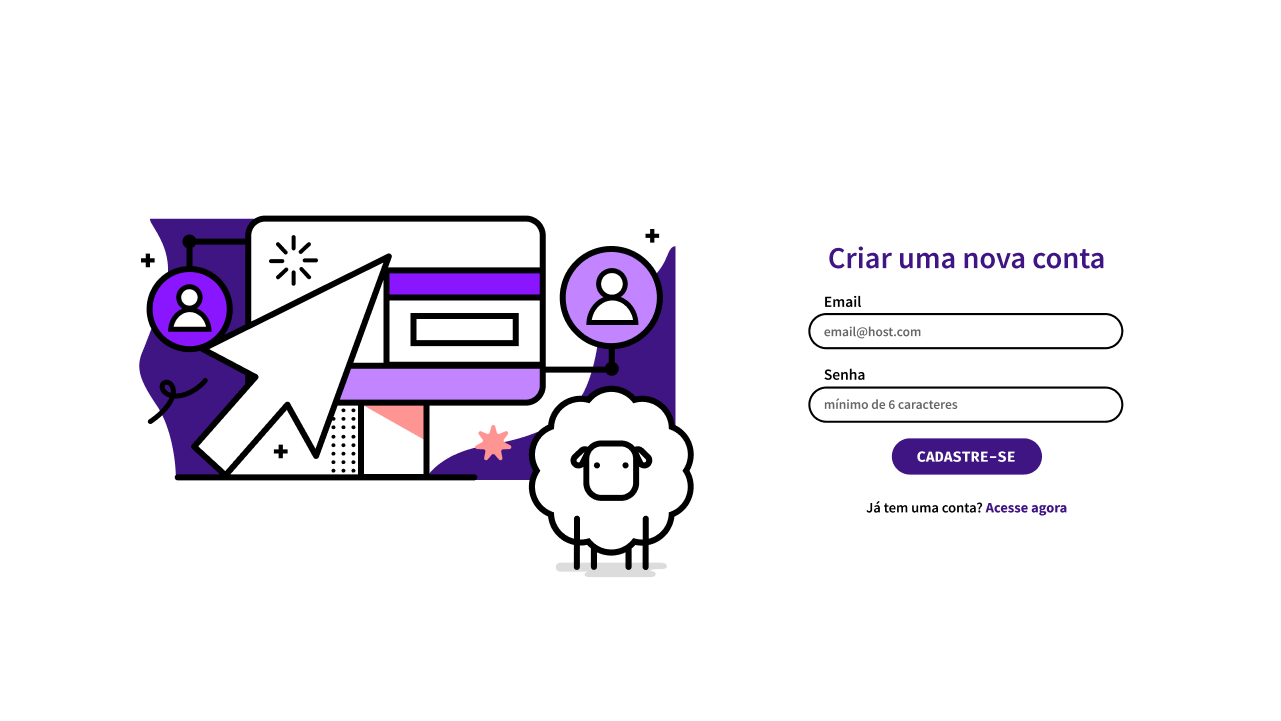 Criar uma nova conta
Email
email@host.com
Senha
mínimo de 6 caracteres
CADASTRE-SE
Já tem uma conta? Acesse agora